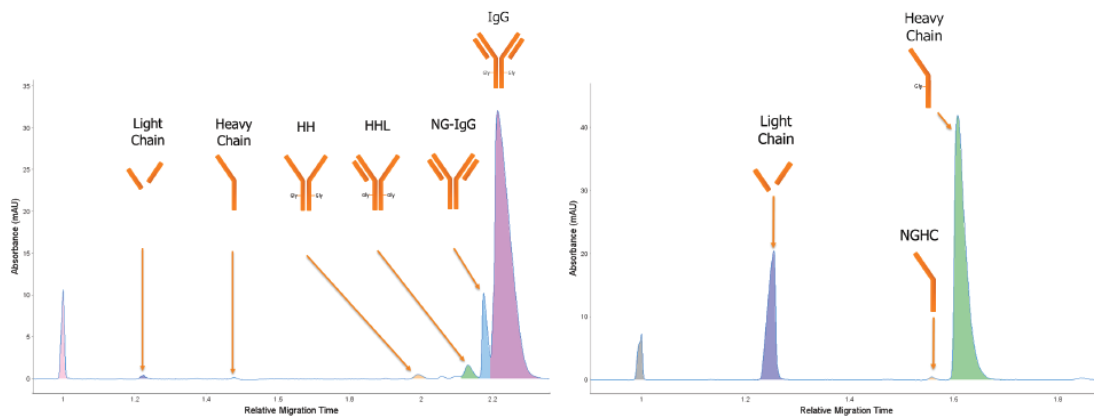 IgG
Gly
Gly
Light
Chain
Heavy
Chain
HH
HHL
NG-IgG
Gly
Gly
Gly
Gly
Absorbance (mAU)
35
30
25
20
15
10
5
0
1
1.2
1.4
1.6
1.8
2
2.2
Relative Migration Time
Heavy
Chain
Gly
Light
Chain
NGHC
Absorbance (mAU)
40
30
20
10
0
1
1.2
1.4
1.6
1.8
Relative Migration Time